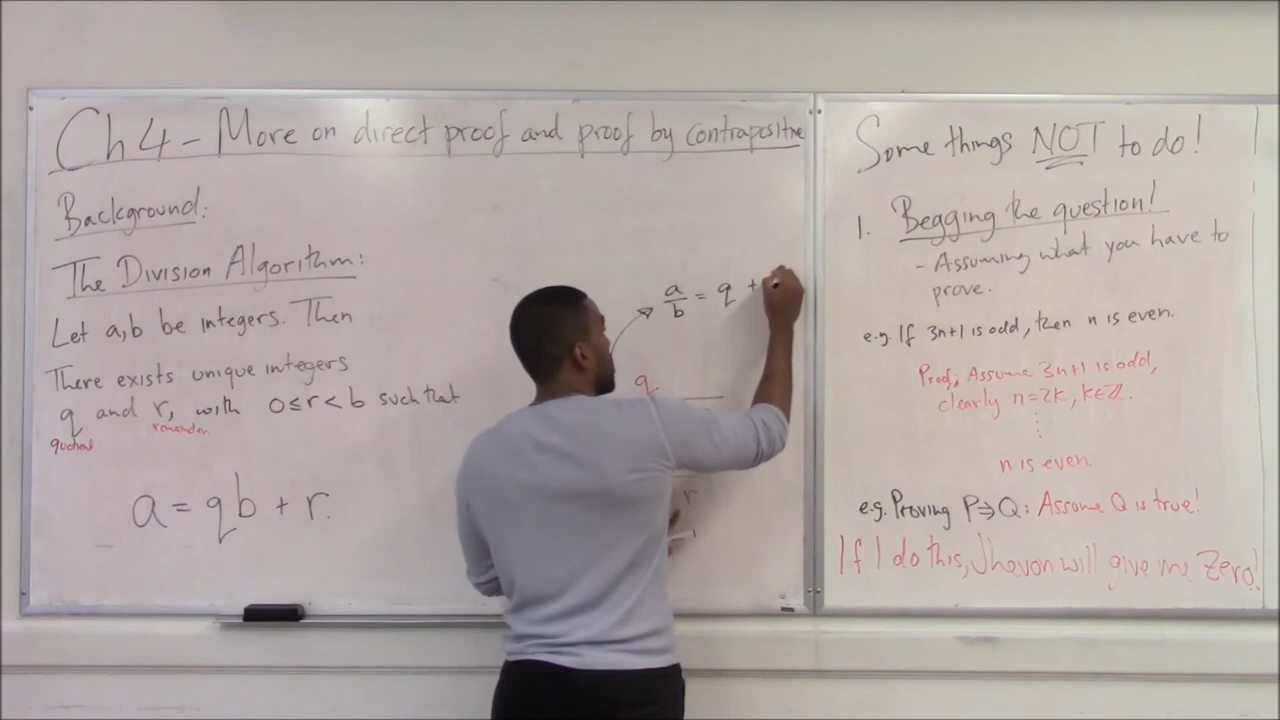 Ch 4 - More on direct proof and proof by contrapositive
Background:
The Division Algorithm:
Let a, b be integers. Then
There exists unique integers
q and r, with 0 ≤ r < b such that
quotient remainder.
a = qb + r.
a/b = q +
q
r
Some things NOT to do!
1. Begging the question!
- Assuming what you have to
prove.
e.g. If 3n+1 is odd, then n is even.
Proof, Assume 3n+1 is odd,
clearly n=2k, k∈ℤ.
⋮
n is even.
e.g. Proving P⇒Q: Assume Q is true!
If I do this, Jhevon will give me Zero!